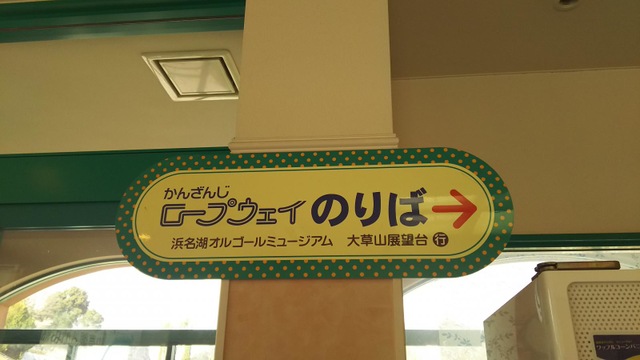 かんざんじ
ロープウェイ のりば →
浜名湖オルゴールミュージアム 大草山展望台 行